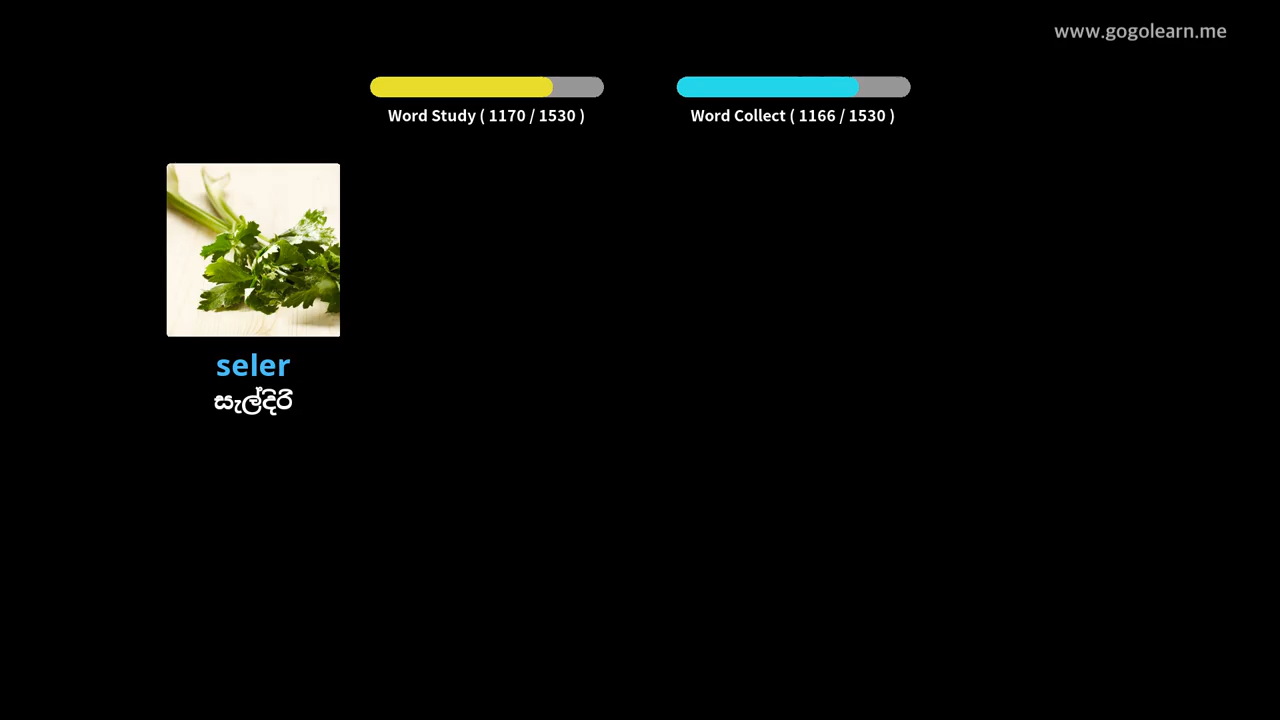 www.gogolearn.me
Word Study ( 1170 / 1530 )
Word Collect ( 1166 / 1530 )
seler
සැල්දිරි